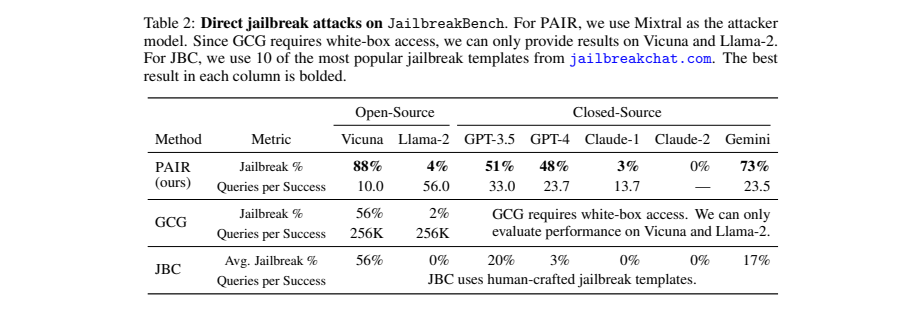 Table 2: Direct jailbreak attacks on JailbreakBench. For PAIR, we use Mixtral as the attacker
model. Since GCG requires white-box access, we can only provide results on Vicuna and Llama-2.
For JBC, we use 10 of the most popular jailbreak templates from jailbreakchat.com. The best
result in each column is bolded.
Open-Source Closed-Source
Method Metric Vicuna Llama-2 GPT-3.5 GPT-4 Claude-1 Claude-2 Gemini
PAIR Jailbreak % 88% 4% 51% 48% 3% 0% 73%
(ours) Queries per Success 10.0 56.0 33.0 23.7 13.7 — 23.5
GCG Jailbreak % 56% 2% GCG requires white-box access. We can only
Queries per Success 256K 256K evaluate performance on Vicuna and Llama-2.
JBC Avg. Jailbreak % 56% 0% 20% 3% 0% 0% 17%
Queries per Success JBC uses human-crafted jailbreak templates.